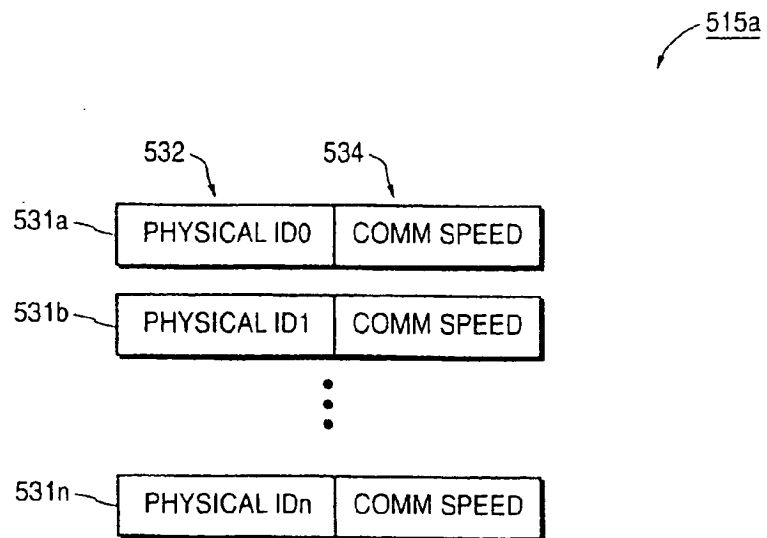 515a
532 534
531a PHYSICAL ID0 COMM SPEED
531b PHYSICAL ID1 COMM SPEED
531n PHYSICAL IDn COMM SPEED